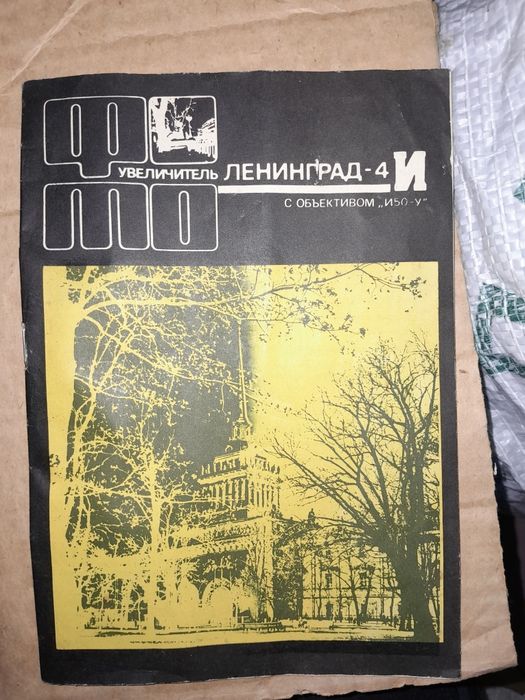 ФОТО
УВЕЛИЧИТЕЛЬ ЛЕНИНГРАД-4И
С ОБЪЕКТИВОМ „И50-У"